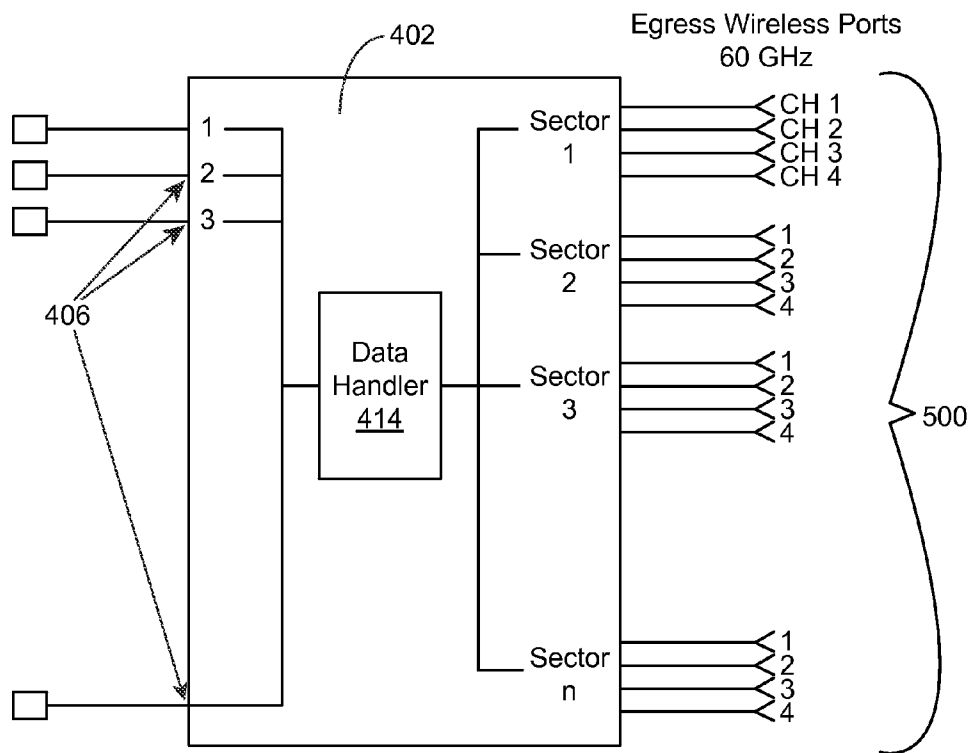 Egress Wireless Ports
60 GHz
402
1
2
3
406
Data
Handler
414
Sector
1
CH 1
CH 2
CH 3
CH 4
Sector
2
1
2
3
4
Sector
3
1
2
3
4
Sector
n
1
2
3
4
500